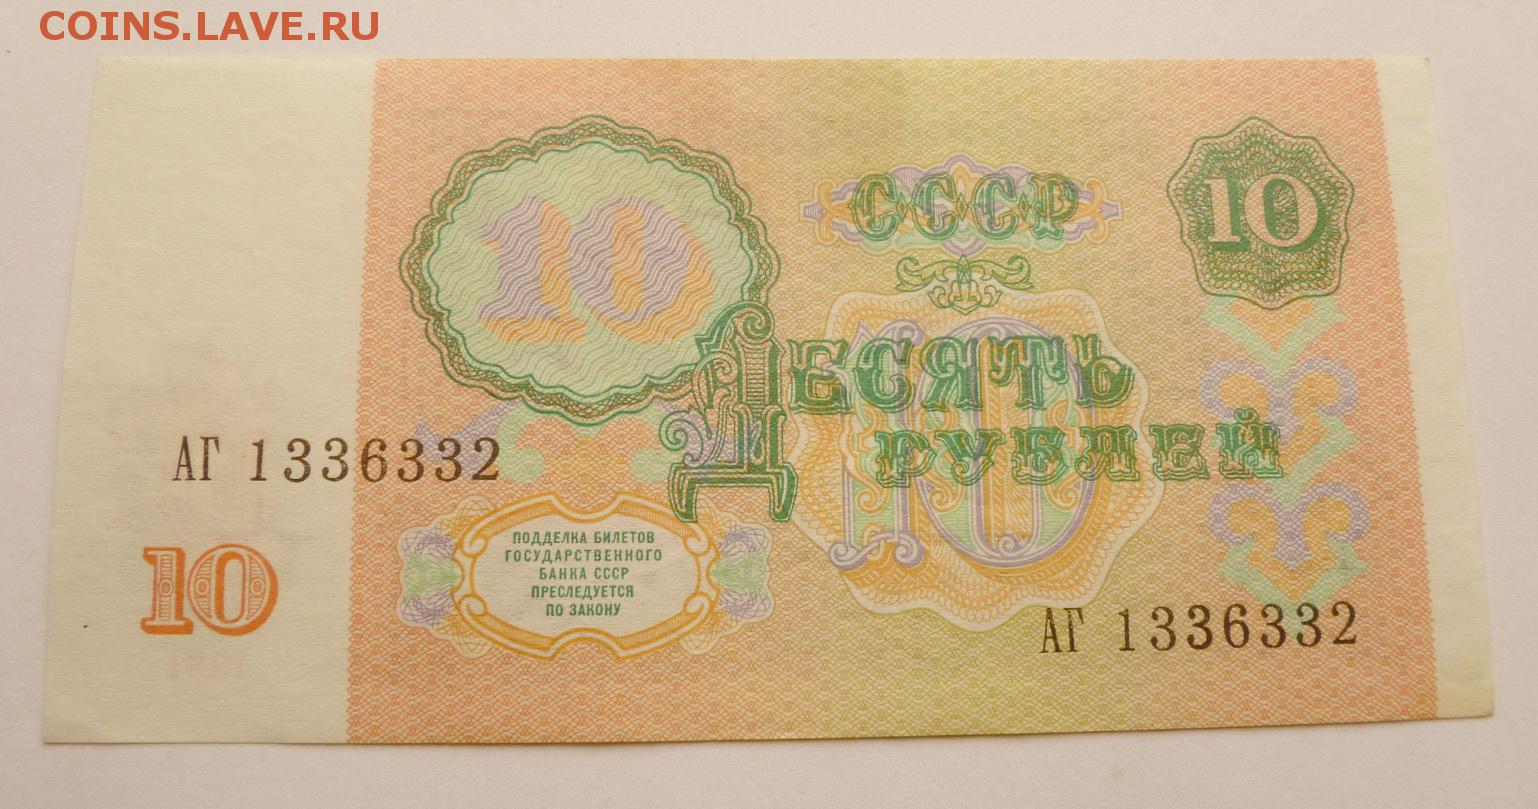 COINS.LAVE.RU
10
СССР
10
ДЕСЯТЬ
РУБЛЕЙ
10
АГ 1336332
ПОДДЕЛКА БИЛЕТОВ
ГОСУДАРСТВЕННОГО
БАНКА СССР
ПРЕСЛЕДУЕТСЯ
ПО ЗАКОНУ
10
АГ 1336332